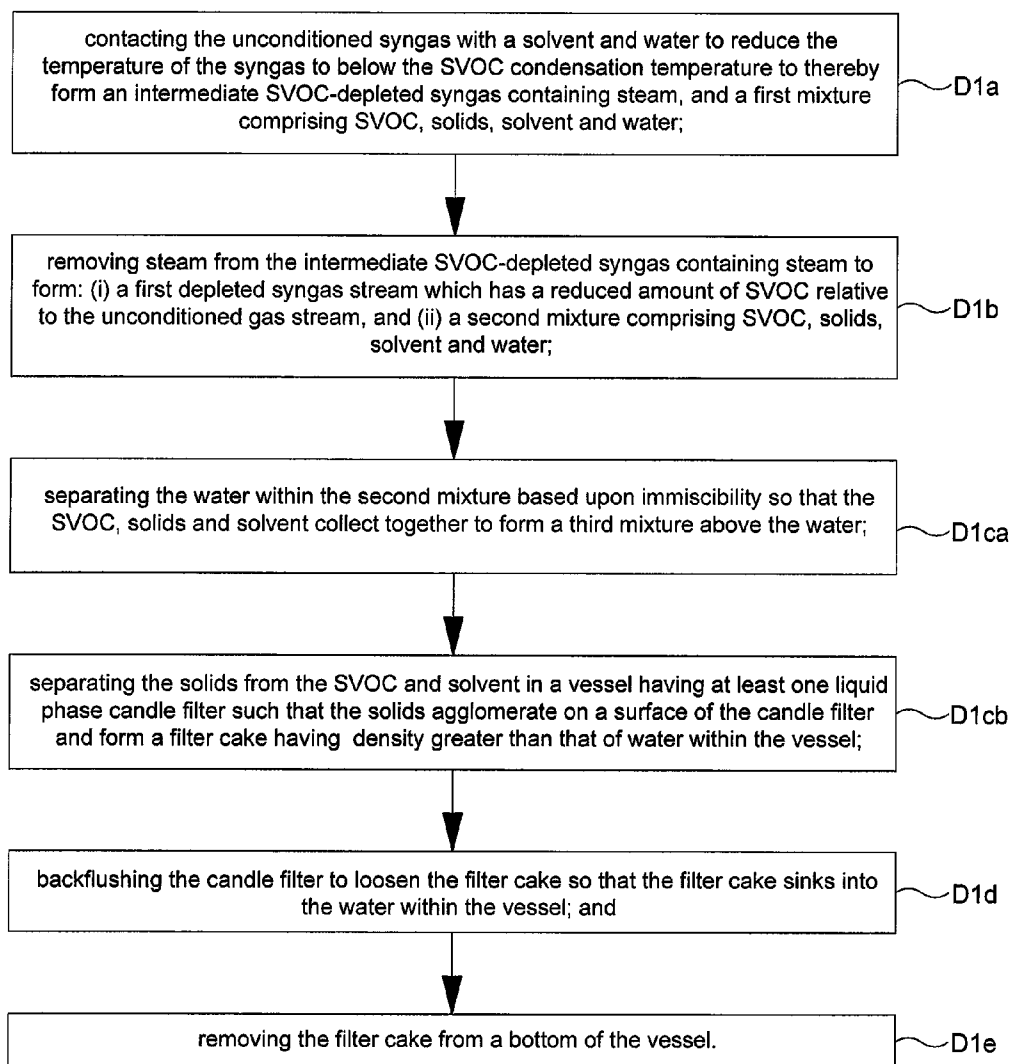 contacting the unconditioned syngas with a solvent and water to reduce the
temperature of the syngas to below the SVOC condensation temperature to thereby
form an intermediate SVOC-depleted syngas containing steam, and a first mixture
comprising SVOC, solids, solvent and water;
D1a
removing steam from the intermediate SVOC-depleted syngas containing steam to
form: (i) a first depleted syngas stream which has a reduced amount of SVOC relative
to the unconditioned gas stream, and (ii) a second mixture comprising SVOC, solids,
solvent and water;
D1b
separating the water within the second mixture based upon immiscibility so that the
SVOC, solids and solvent collect together to form a third mixture above the water;
D1ca
separating the solids from the SVOC and solvent in a vessel having at least one liquid
phase candle filter such that the solids agglomerate on a surface of the candle filter
and form a filter cake having density greater than that of water within the vessel;
D1cb
backflushing the candle filter to loosen the filter cake so that the filter cake sinks into
the water within the vessel; and
D1d
removing the filter cake from a bottom of the vessel.
D1e